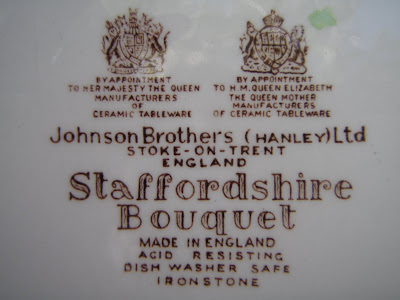 BY APPOINTMENT
TO HER MAJESTY THE QUEEN
MANUFACTURERS
OF
CERAMIC TABLEWARE
BY APPOINTMENT
TO H.M. QUEEN ELIZABETH
THE QUEEN MOTHER
MANUFACTURERS
OF CERAMIC TABLEWARE
Johnson Brothers (HANLEY) Ltd
STOKE-ON-TRENT
ENGLAND
Staffordshire
Bouquet
MADE IN ENGLAND
ACID RESISTING
DISH WASHER SAFE
IRONSTONE